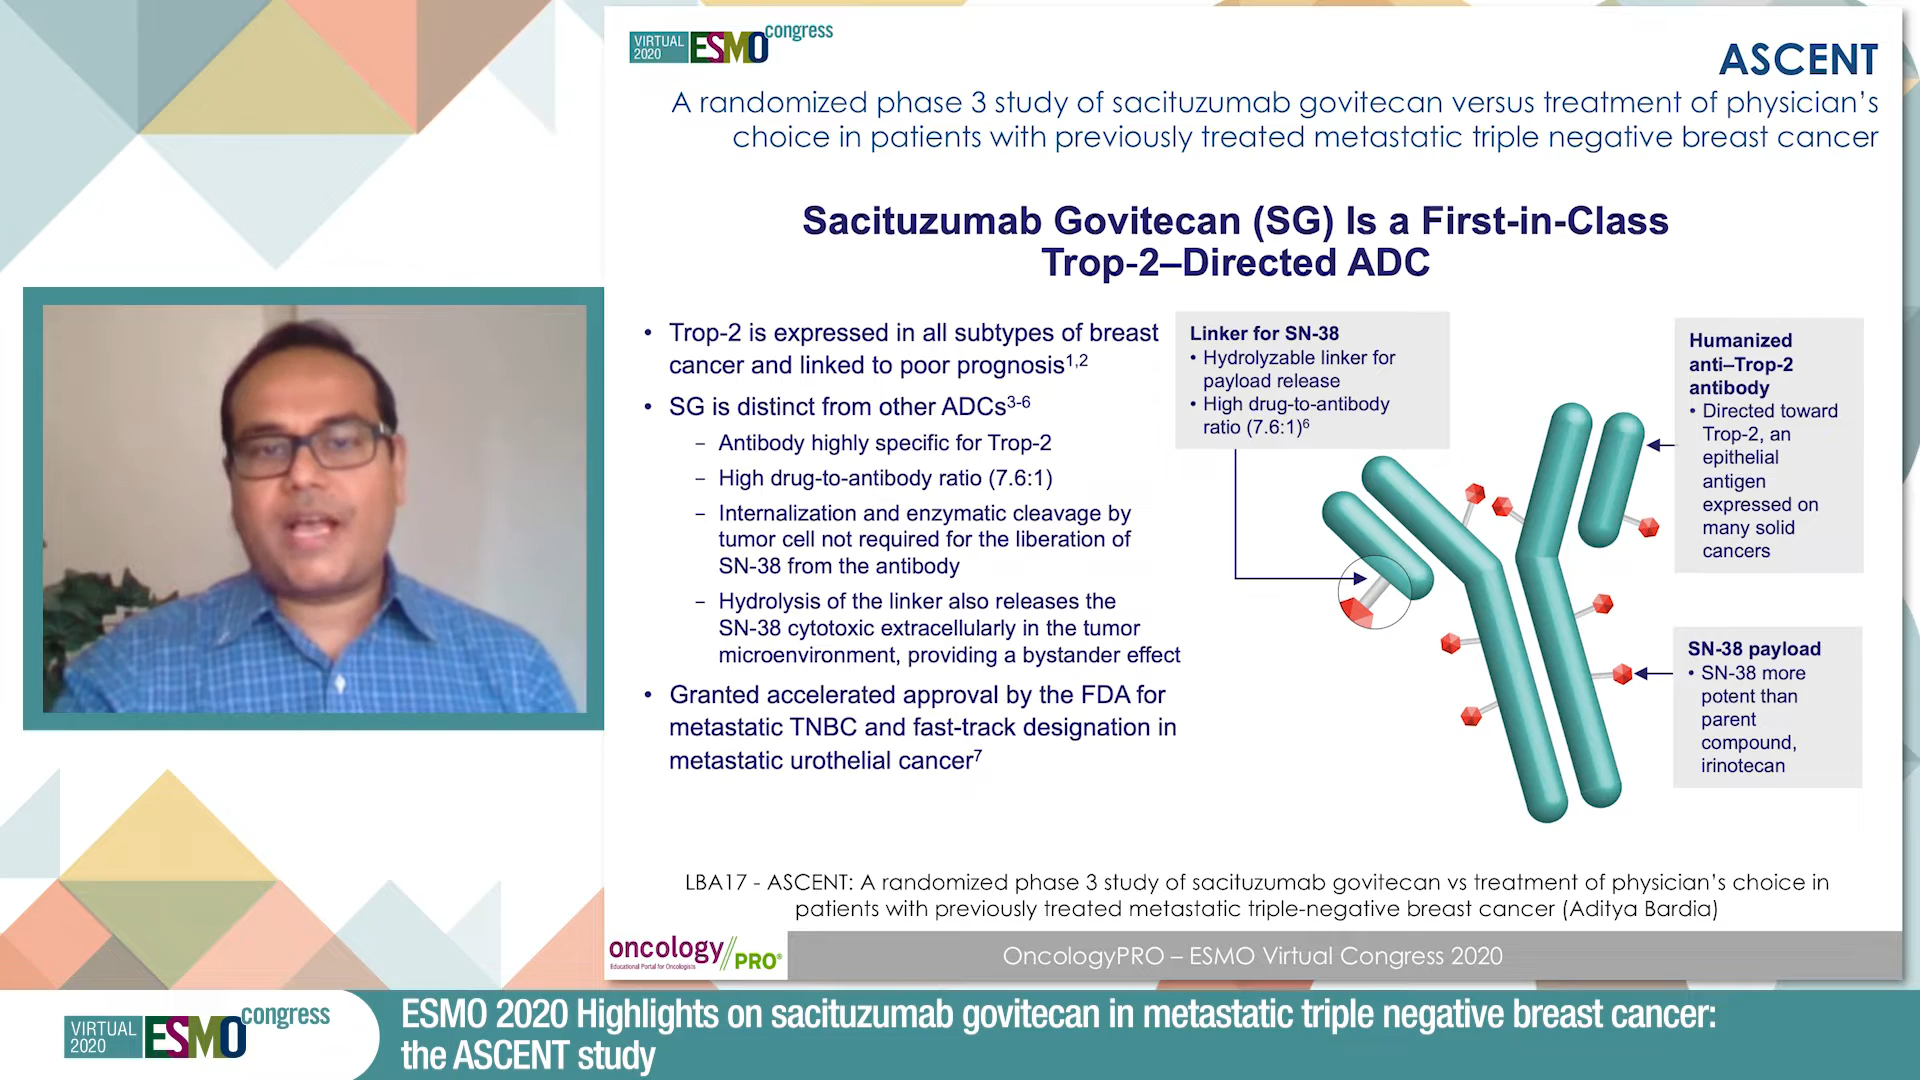 VIRTUAL
2020
ESMO
congress
ASCENT
A randomized phase 3 study of sacituzumab govitecan versus treatment of physician's
choice in patients with previously treated metastatic triple negative breast cancer
Sacituzumab Govitecan (SG) Is a First-in-Class
Trop-2–Directed ADC
• Trop-2 is expressed in all subtypes of breast
cancer and linked to poor prognosis1,2
• SG is distinct from other ADCs3-6
– Antibody highly specific for Trop-2
– High drug-to-antibody ratio (7.6:1)
– Internalization and enzymatic cleavage by
tumor cell not required for the liberation of
SN-38 from the antibody
– Hydrolysis of the linker also releases the
SN-38 cytotoxic extracellularly in the tumor
microenvironment, providing a bystander effect
• Granted accelerated approval by the FDA for
metastatic TNBC and fast-track designation in
metastatic urothelial cancer7
Linker for SN-38
• Hydrolyzable linker for
payload release
• High drug-to-antibody
ratio (7.6:1)6
Humanized
anti–Trop-2
antibody
• Directed toward
Trop-2, an
epithelial
antigen
expressed on
many solid
cancers
SN-38 payload
• SN-38 more
potent than
parent
compound,
irinotecan
LBA17 - ASCENT: A randomized phase 3 study of sacituzumab govitecan vs treatment of physician's choice in
patients with previously treated metastatic triple-negative breast cancer (Aditya Bardia)
oncology//PRO®
Educational Portal for Oncologists
OncologyPRO – ESMO Virtual Congress 2020
VIRTUAL
2020
ESMO
congress
ESMO 2020 Highlights on sacituzumab govitecan in metastatic triple negative breast cancer:
the ASCENT study